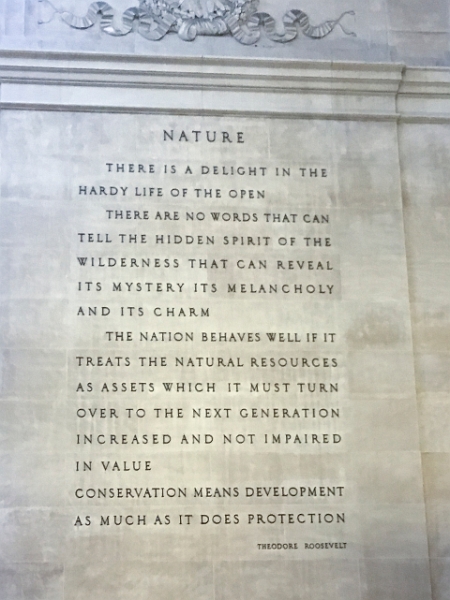 NATURE
THERE IS A DELIGHT IN THE
HARDY LIFE OF THE OPEN
THERE ARE NO WORDS THAT CAN
TELL THE HIDDEN SPIRIT OF THE
WILDERNESS THAT CAN REVEAL
ITS MYSTERY ITS MELANCHOLY
AND ITS CHARM
THE NATION BEHAVES WELL IF IT
TREATS THE NATURAL RESOURCES
AS ASSETS WHICH IT MUST TURN
OVER TO THE NEXT GENERATION
INCREASED AND NOT IMPAIRED
IN VALUE
CONSERVATION MEANS DEVELOPMENT
AS MUCH AS IT DOES PROTECTION
THEODORE ROOSEVELT